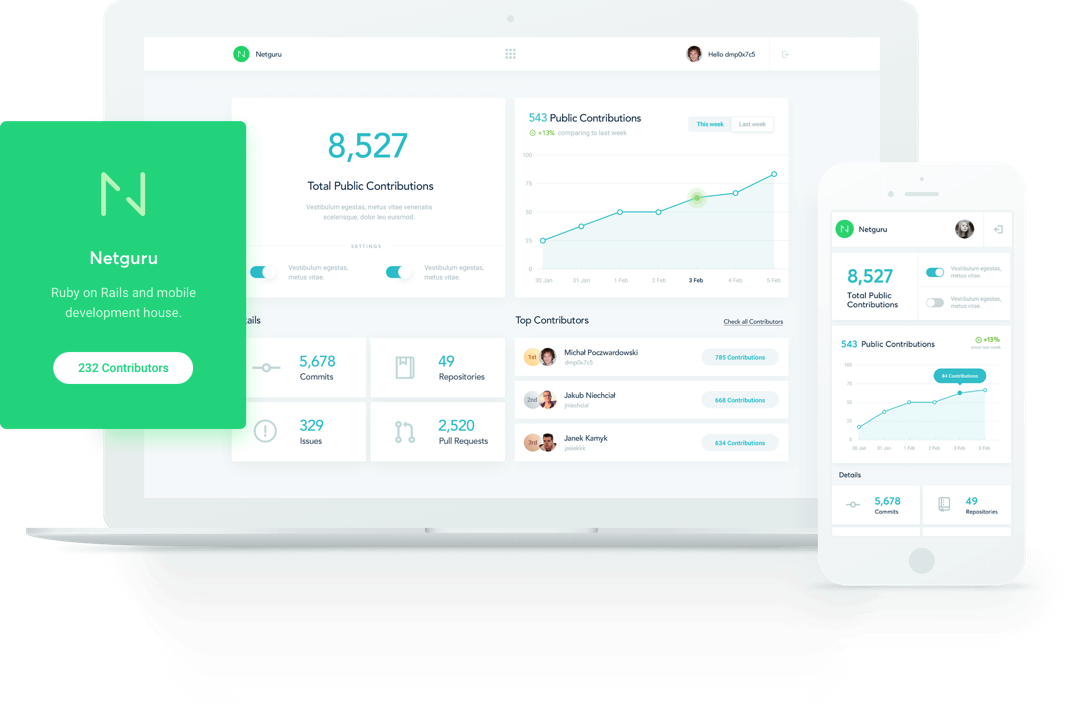 Netguru
Hello dmp0x7c5
8,527
Total Public Contributions
Vestibulum egestas, metus vitae venenatis
scelerisque, dolor leo euismod.
SETTINGS
Vestibulum egestas,
metus vitae.
Vestibulum egestas,
metus vitae.
543 Public Contributions
+13% comparing to last week
This week
Last week
100
75
50
25
0
30 Jan
31 Jan
1 Feb
2 Feb
3 Feb
4 Feb
5 Feb
Netguru
Ruby on Rails and mobile
development house.
232 Contributors
ails
5,678
Commits
49
Repositories
329
Issues
2,520
Pull Requests
Top Contributors
Check all Contributors
1st
Michał Poczwardowski
dmp0x7c5
785 Contributions
2nd
Jakub Niechciał
jniechcial
668 Contributions
3rd
Janek Kamyk
634 Contributions
Netguru
8,527
Total Public
Contributions
Vestibulum egestas,
metus vitae.
Vestibulum egestas,
metus vitae.
543 Public Contributions
+13%
since last week
84 Contributions
100
75
50
25
0
30 Jan
31 Jan
1 Feb
2 Feb
3 Feb
3 Feb
Details
5,678
Commits
49
Repositories